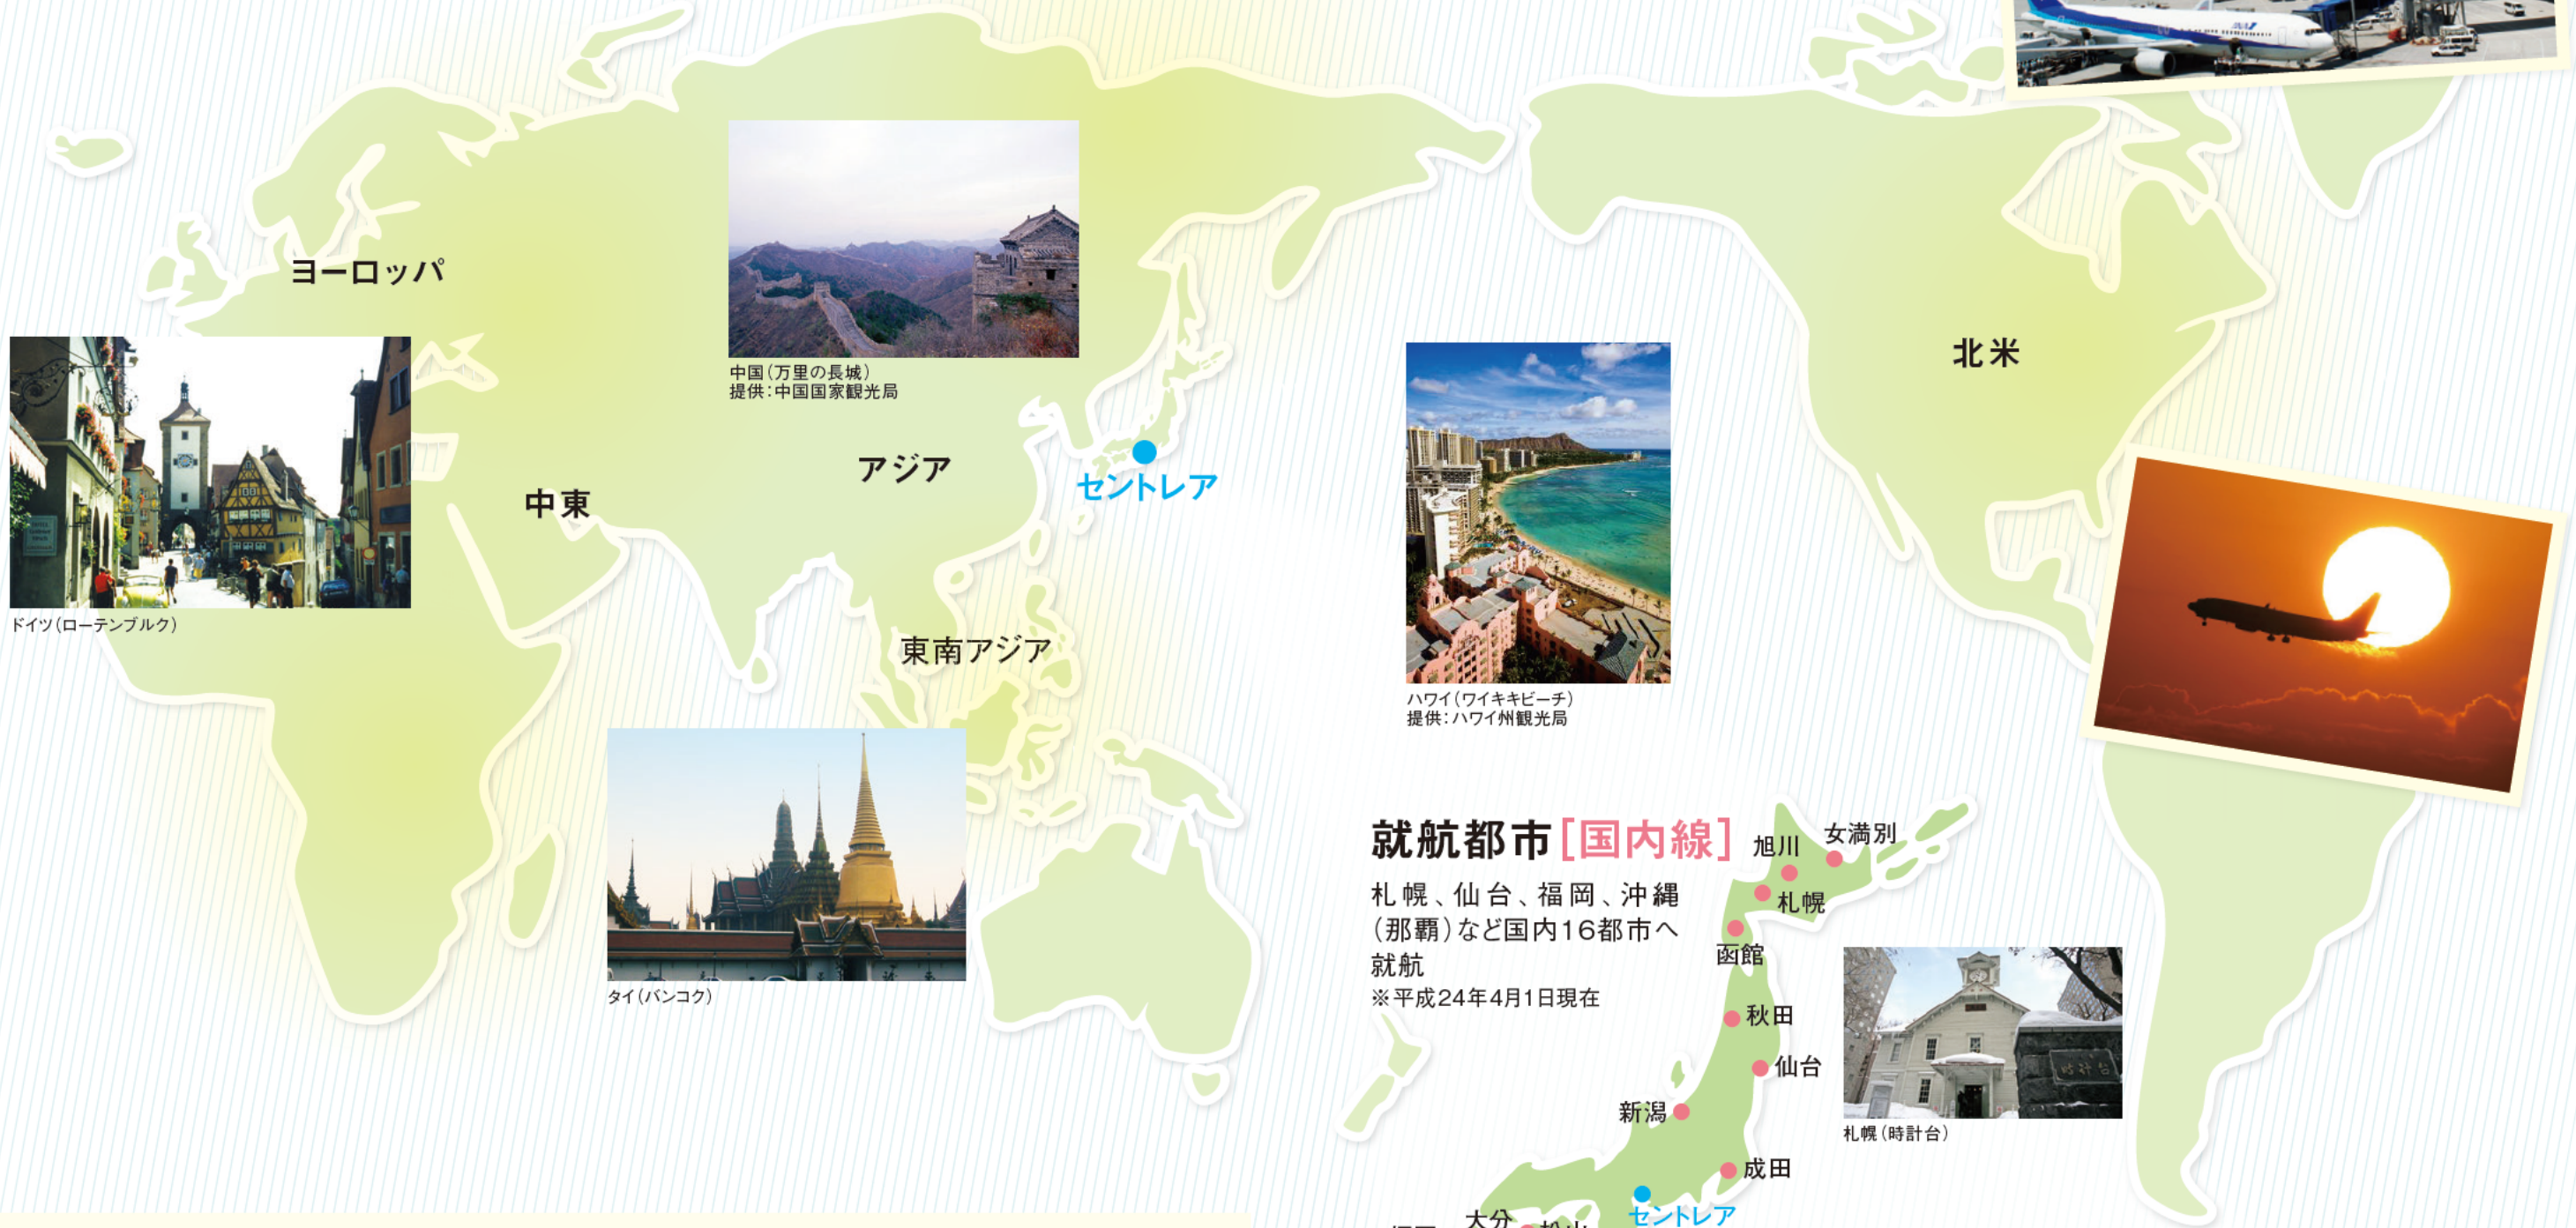 ヨーロッパ
中国(万里の長城)
提供:中国国家観光局
北米
アジア
セントレア
中東
ドイツ(ローテンブルク)
東南アジア
ハワイ(ワイキキビーチ)
提供:ハワイ州観光局
タイ(バンコク)
就航都市[国内線]
札幌、仙台、福岡、沖縄
(那覇)など国内16都市へ
就航
※平成24年4月1日現在
旭川
女満別
札幌
函館
秋田
仙台
新潟
成田
セントレア
大分
札幌(時計台)
時計台
ANA